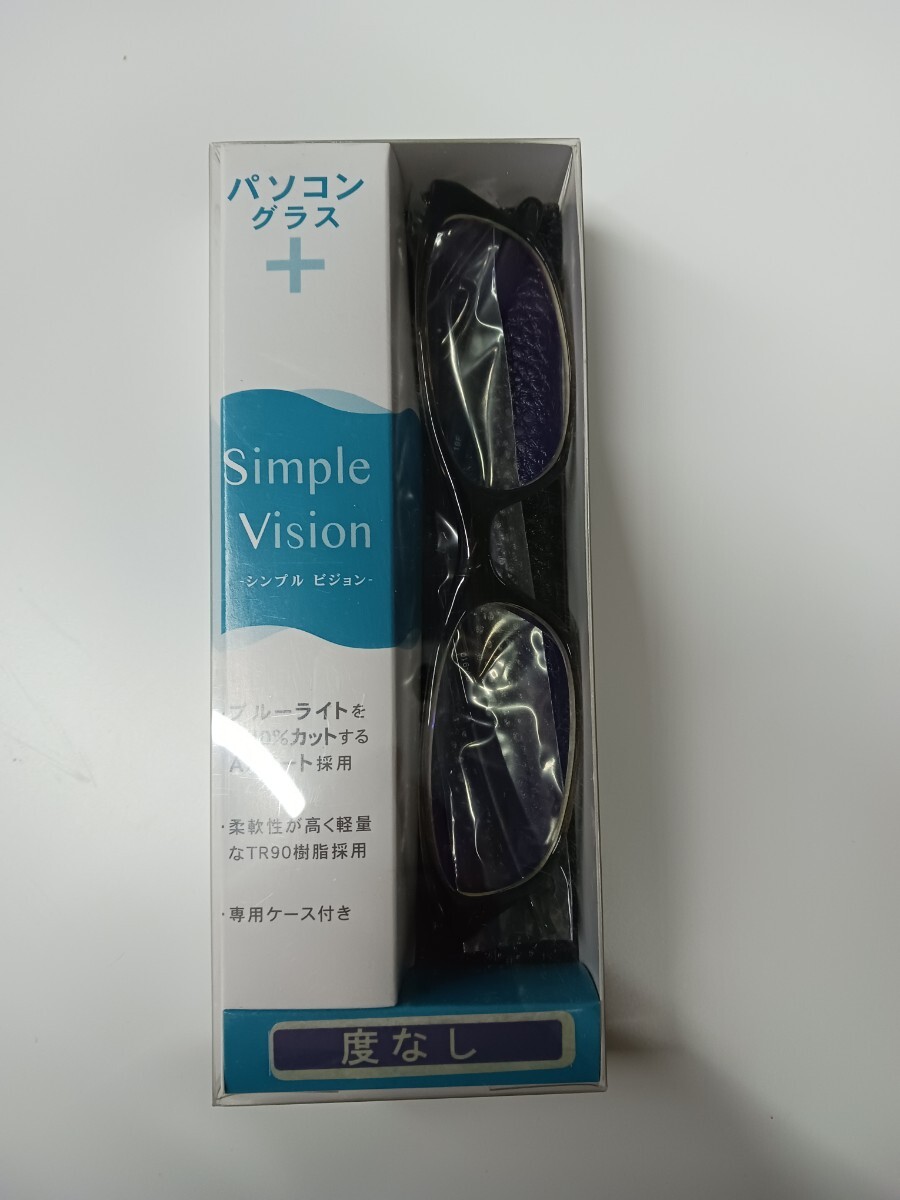 パソコン
グラス
+
Simple
Vision
-シンプル ビジョン-
・ブルーライトを
カットする
採用
・柔軟性が高く軽量
なTR90樹脂採用
・専用ケース付き
度なし